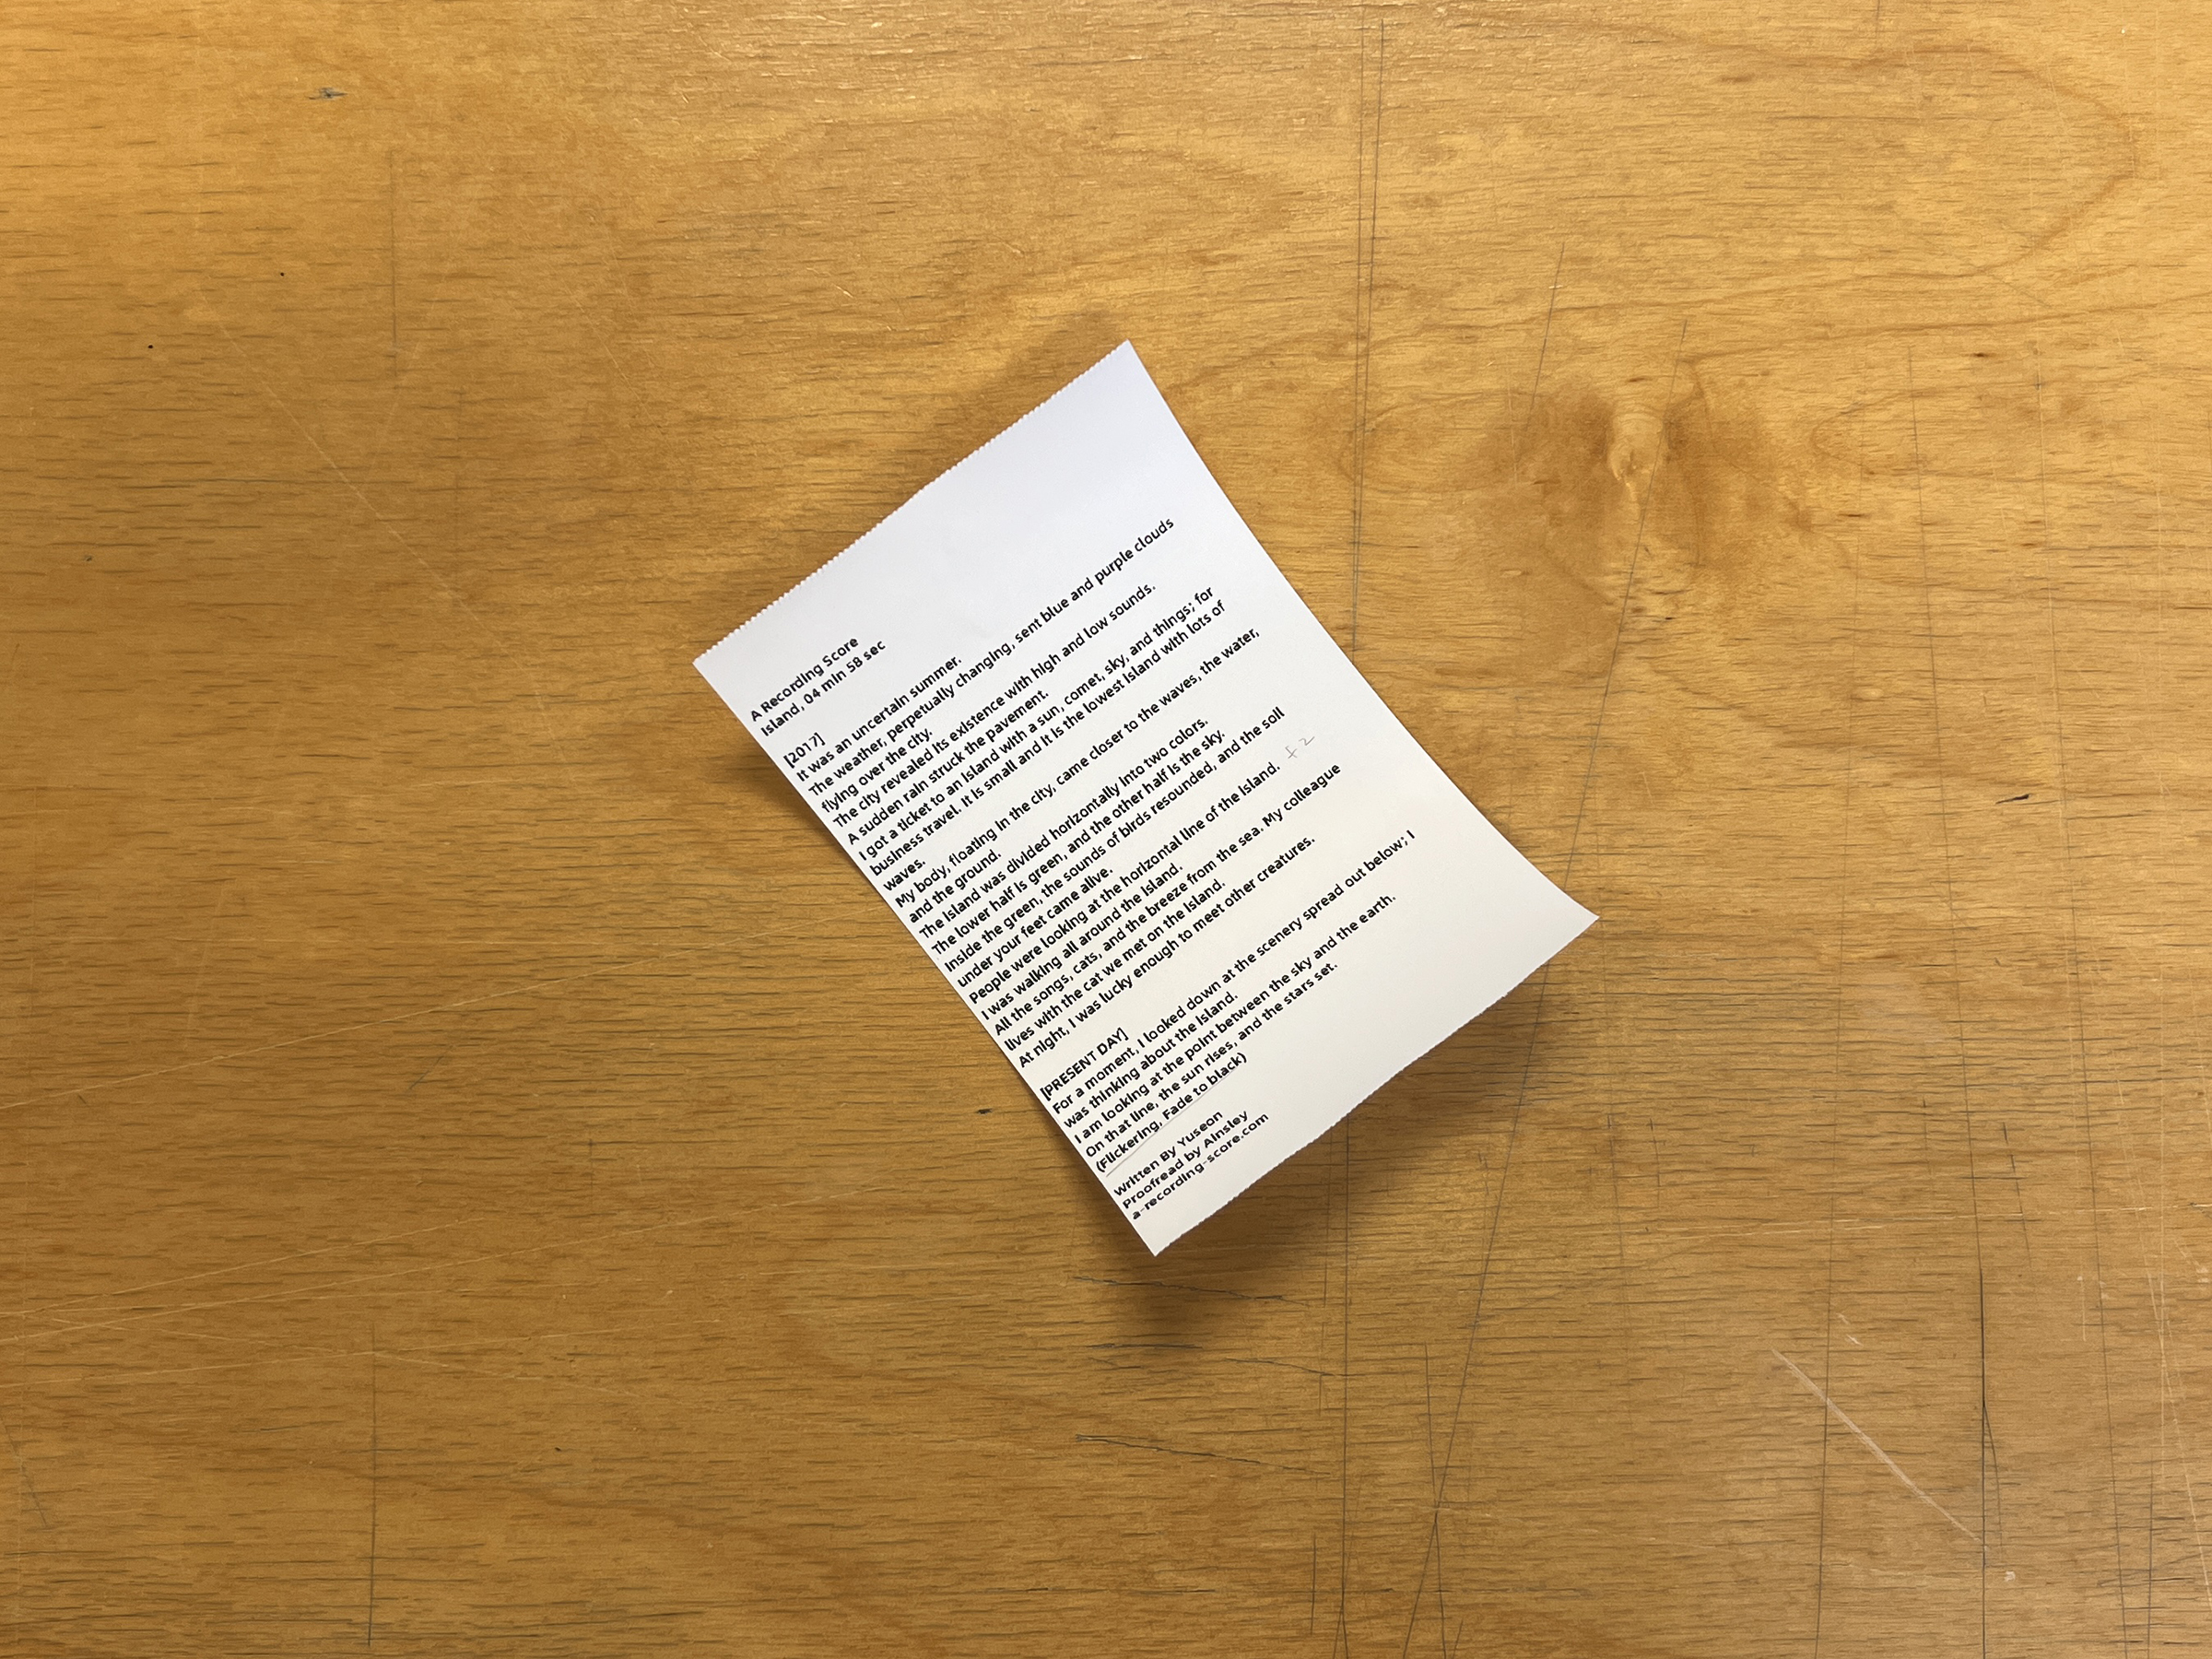 A Recording Score
Island, 04 min 58 sec
[2017]
It was an uncertain summer.
The weather, perpetually changing, sent blue and purple clouds
flying over the city.
The city revealed its existence with high and low sounds.
A sudden rain struck the pavement.
I got a ticket to an island with a sun, comet, sky, and things; for
business travel. It is small and it is the lowest island with lots of
waves.
My body, floating in the city, came closer to the waves, the water,
and the ground.
The island was divided horizontally into two colors.
The lower half is green, and the other half is the sky.
Inside the green, the sounds of birds resounded, and the soil
under your feet came alive.
People were looking at the horizontal line of the island. + 2
I was walking all around the island.
All the songs, cats, and the breeze from the sea. My colleague
lives with the cat we met on the island.
At night, I was lucky enough to meet other creatures.
[PRESENT DAY]
For a moment, I looked down at the scenery spread out below; I
was thinking about the island.
I am looking at the point between the sky and the earth.
On that line, the sun rises, and the stars set.
(Flickering, Fade to black)
Written By Yuseon
Proofread by Ainsley
a-recording-score.com